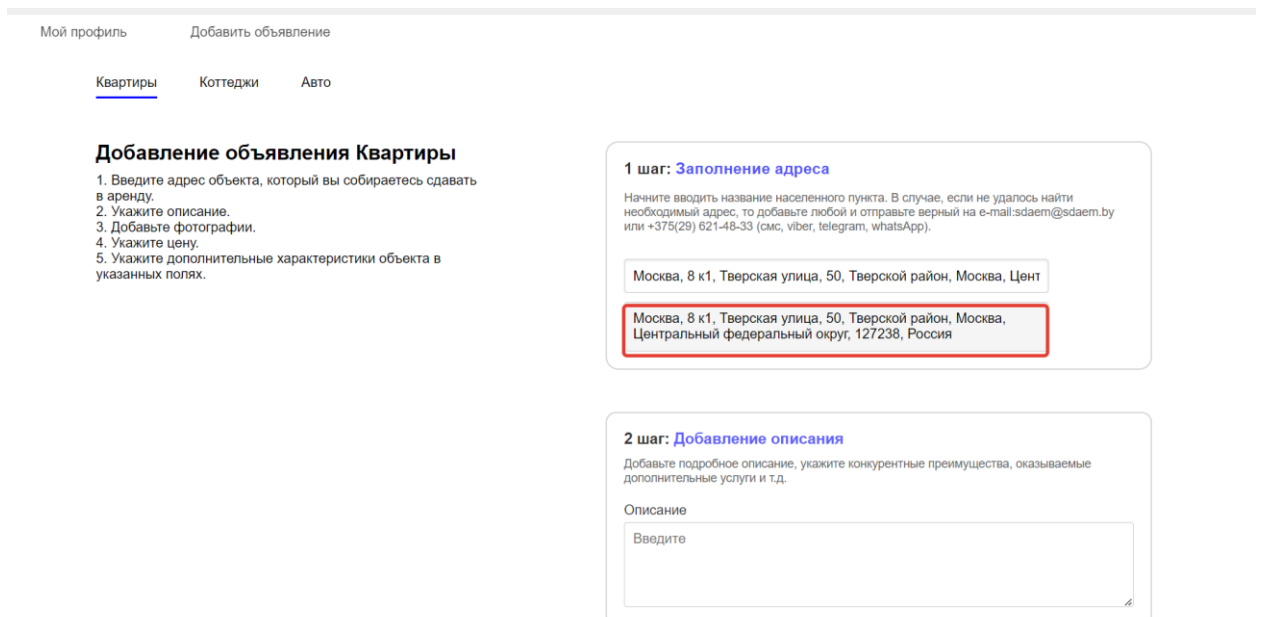 Мой профиль
Добавить объявление
Квартиры
Коттеджи
Авто
Добавление объявления Квартиры
1. Введите адрес объекта, который вы собираетесь сдавать
в аренду.
2. Укажите описание.
3. Добавьте фотографии.
4. Укажите цену.
5. Укажите дополнительные характеристики объекта в
указанных полях.
1 шаг: Заполнение адреса
Начните вводить название населенного пункта. В случае, если не удалось найти
необходимый адрес, то добавьте любой и отправьте верный на e-mail:sdaem@sdaem.by
или +375(29) 621-48-33 (смс, viber, telegram, whatsApp).
Москва, 8 к1, Тверская улица, 50, Тверской район, Москва, Цент
Москва, 8 к1, Тверская улица, 50, Тверской район, Москва,
Центральный федеральный округ, 127238, Россия
2 шаг: Добавление описания
Добавьте подробное описание, укажите конкурентные преимущества, оказываемые
дополнительные услуги и т.д.
Описание
Введите